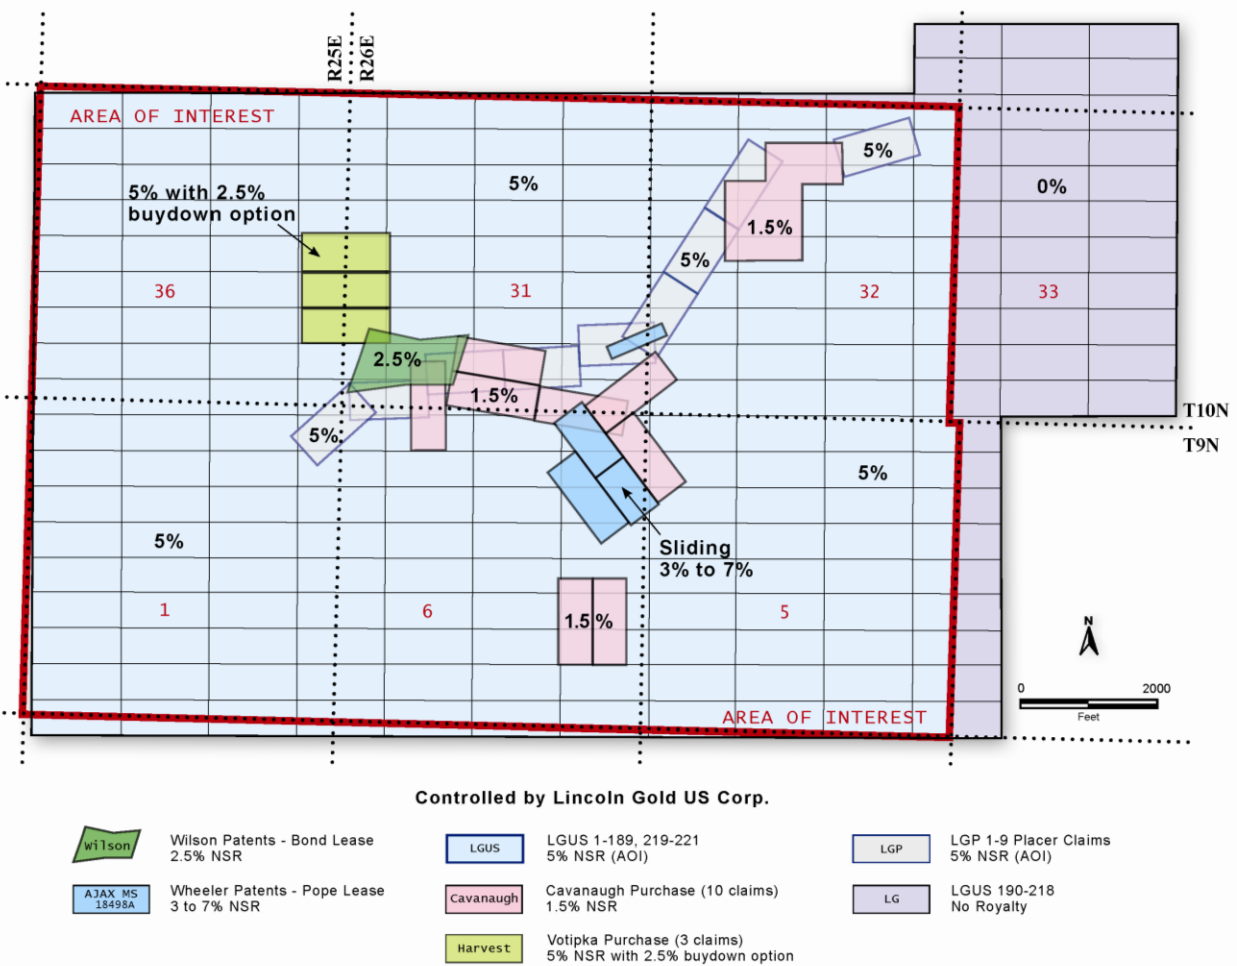 R25E
R26E
AREA OF INTEREST
5%
5% with 2.5%
buydown option
5%
0%
1.5%
5%
36
31
32
33
2.5%
1.5%
5%
T10N
T9N
5%
5%
Sliding
3% to 7%
1
6
5
1.5 %
N
0 2000
Feet
AREA OF INTEREST
Controlled by Lincoln Gold US Corp.
Wilson
Wilson Patents - Bond Lease
2.5% NSR
LGUS
LGUS 1-189, 219-221
5% NSR (AOI)
LGP
LGP 1-9 Placer Claims
5% NSR (AOI)
AJAX MS
18498A
Wheeler Patents - Pope Lease
3 to 7% NSR
Cavanaugh
Cavanaugh Purchase (10 claims)
1.5% NSR
LG
LGUS 190-218
No Royalty
Harvest
Votipka Purchase (3 claims)
5% NSR with 2.5% buydown option